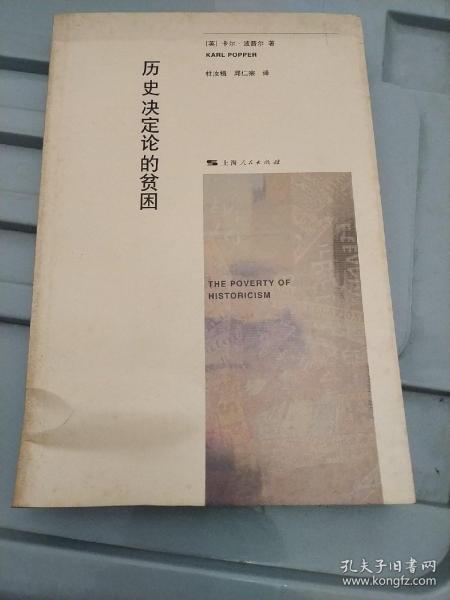 [英] 卡尔·波普尔 著
KARL POPPER
杜汝楫 邱仁宗 译
历史决定论的贫困
上海人民出版社
THE POVERTY OF
HISTORICISM
孔夫子旧书网
www.kongfz.com